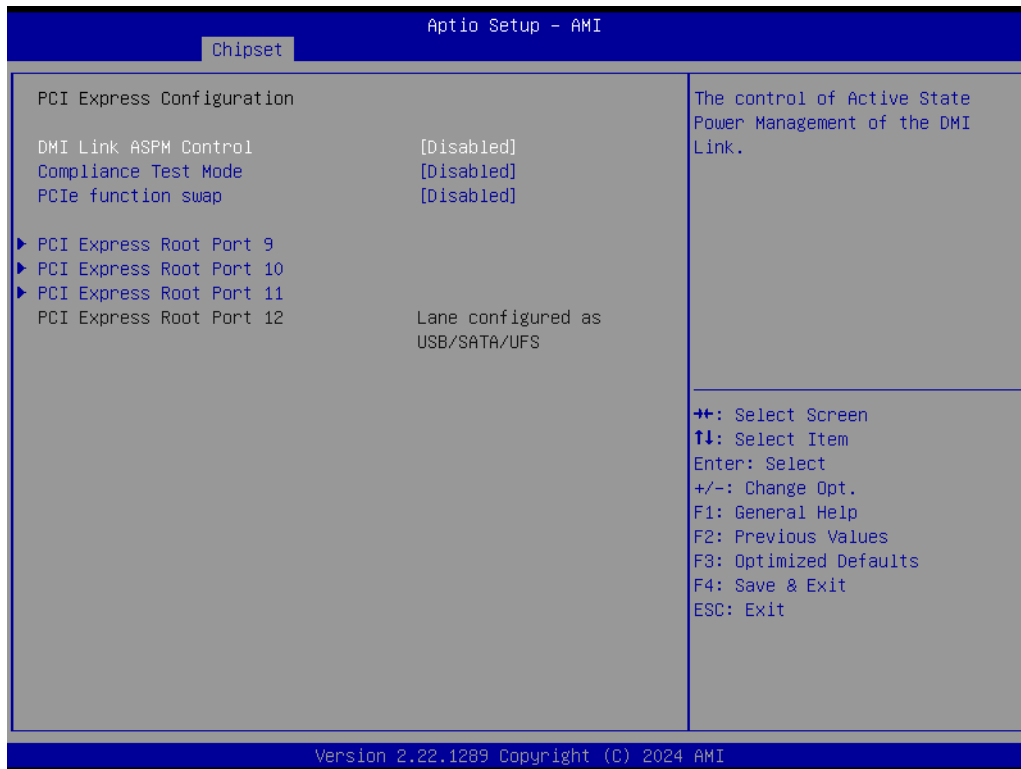 Aptio Setup – AMI
Chipset
PCI Express Configuration
DMI Link ASPM Control [Disabled]
Compliance Test Mode [Disabled]
PCIe function swap [Disabled]
▶ PCI Express Root Port 9
▶ PCI Express Root Port 10
▶ PCI Express Root Port 11
PCI Express Root Port 12 Lane configured as
USB/SATA/UFS
The control of Active State
Power Management of the DMI
Link.
→←: Select Screen
↑↓: Select Item
Enter: Select
+/-: Change Opt.
F1: General Help
F2: Previous Values
F3: Optimized Defaults
F4: Save & Exit
ESC: Exit
Version 2.22.1289 Copyright (C) 2024 AMI